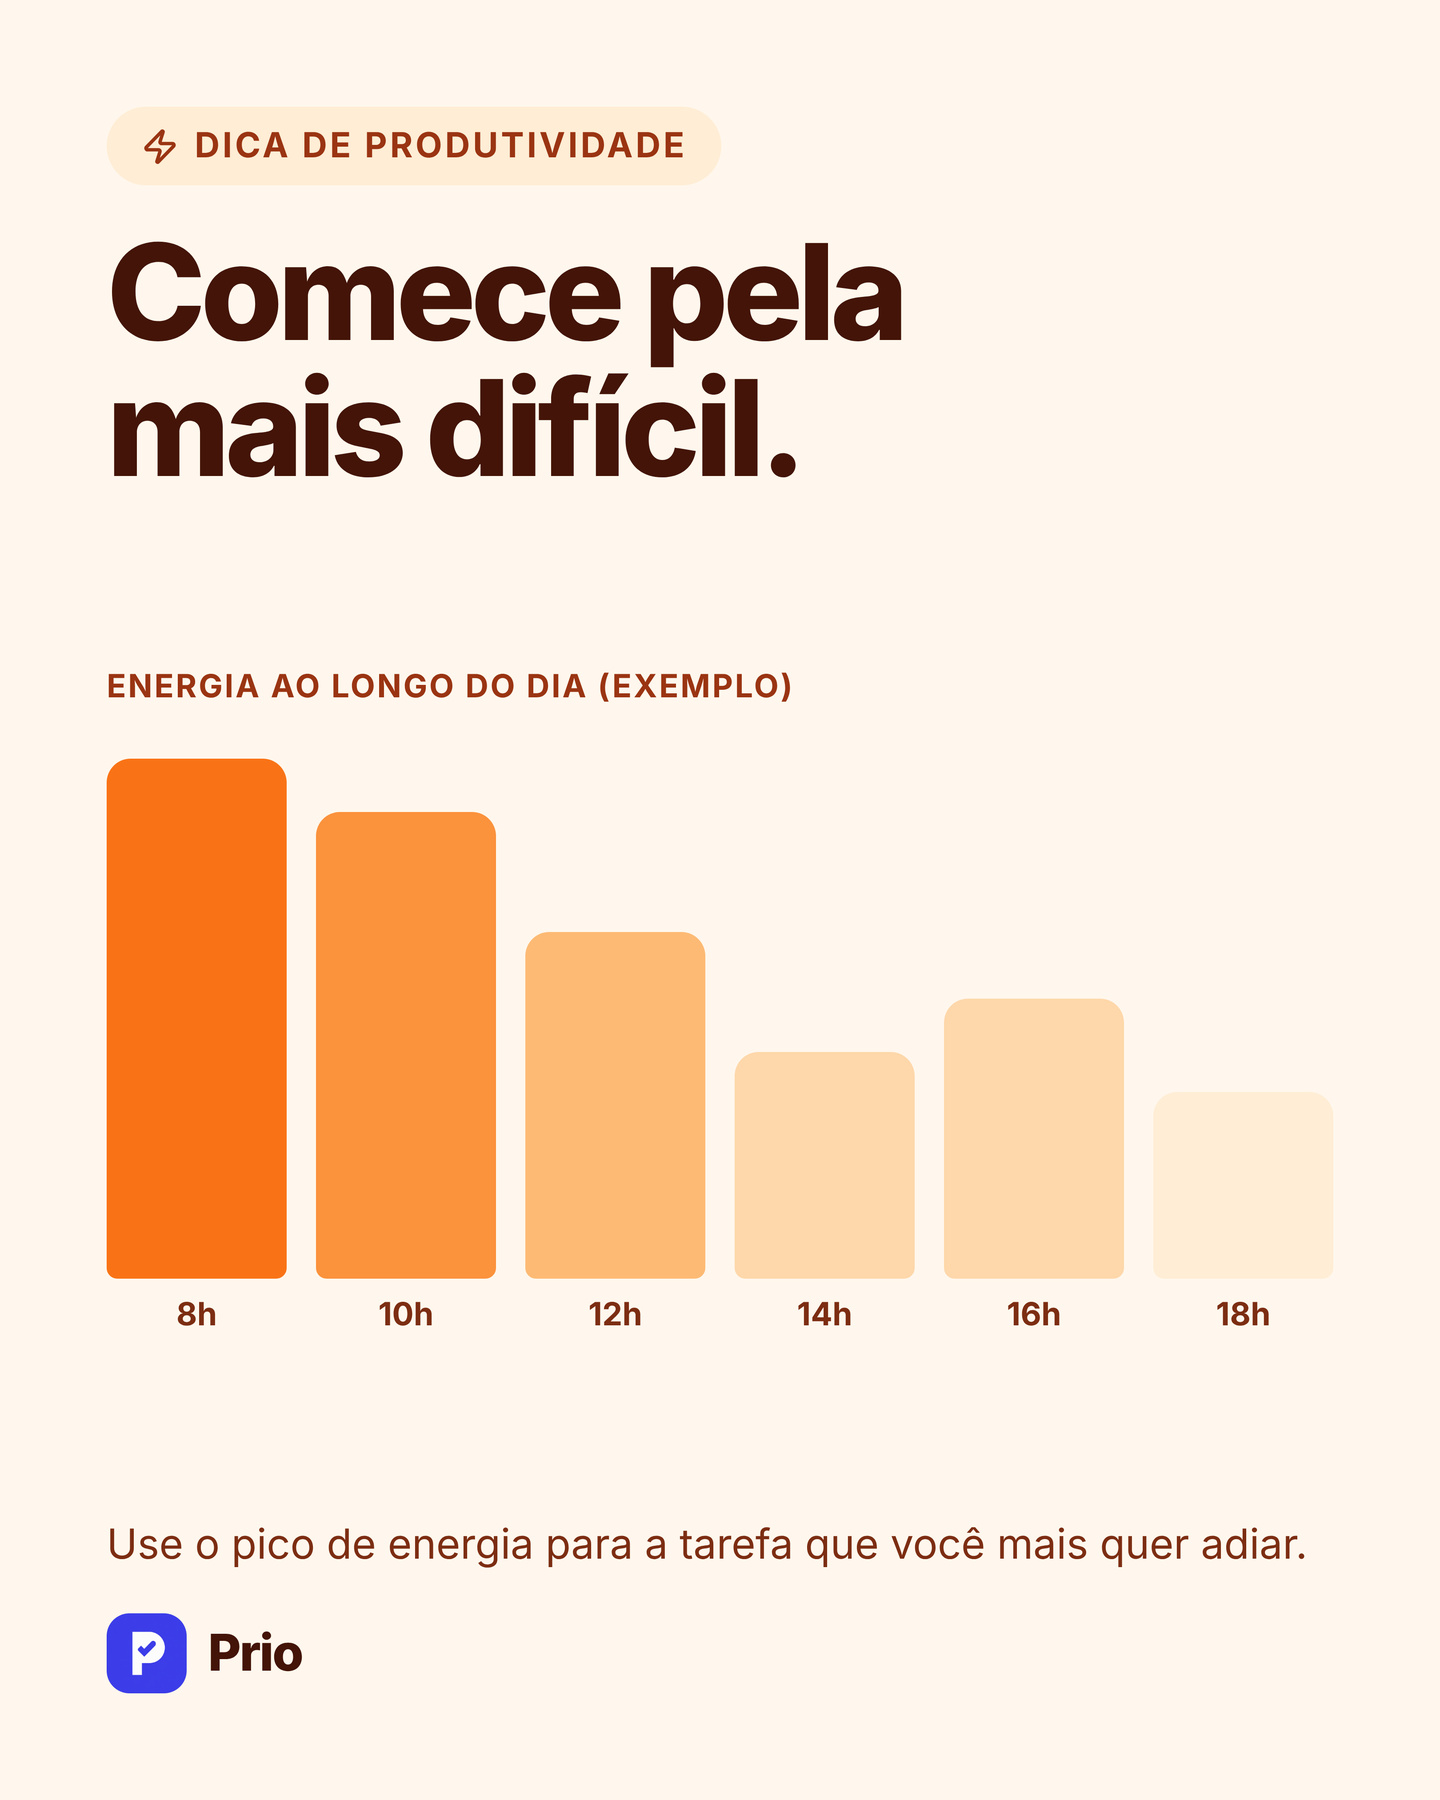 DICA DE PRODUTIVIDADE
Comece pela
mais difícil.
ENERGIA AO LONGO DO DIA (EXEMPLO)
8h 10h 12h 14h 16h 18h
Use o pico de energia para a tarefa que você mais quer adiar.
Prio